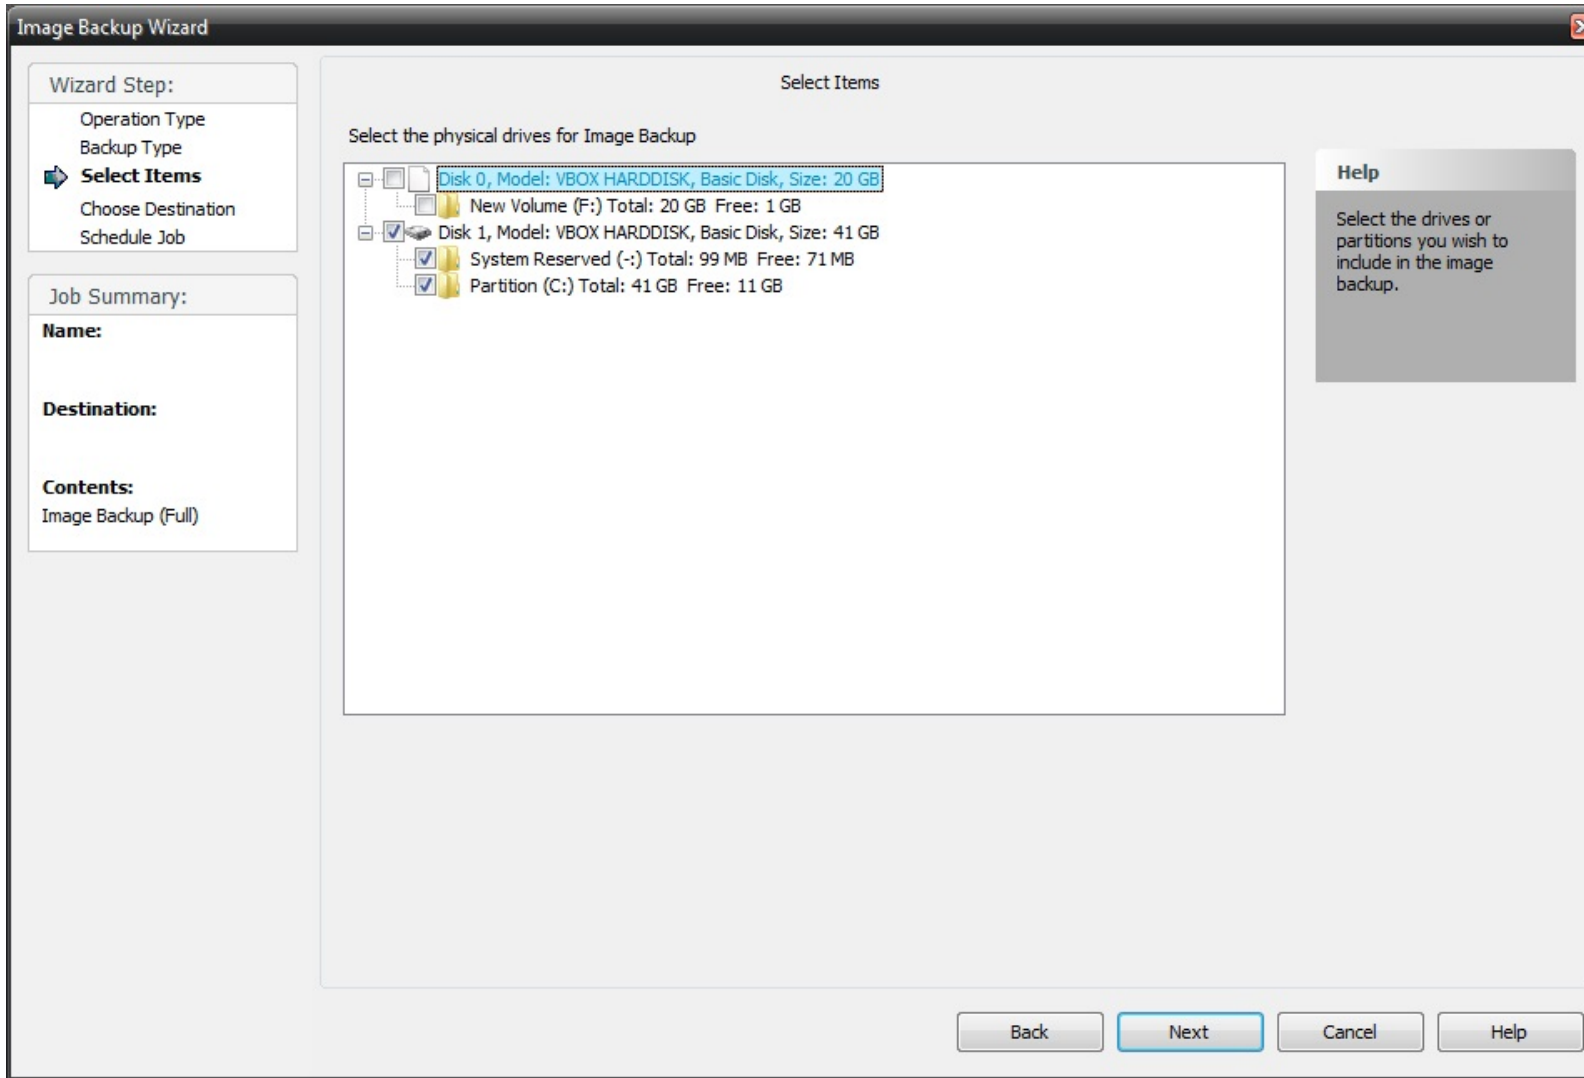 Image Backup Wizard
Wizard Step:
Operation Type
Backup Type
Select Items
Choose Destination
Schedule Job
Job Summary:
Name:
Destination:
Contents:
Image Backup (Full)
Select Items
Select the physical drives for Image Backup
Disk 0, Model: VBOX HARDDISK, Basic Disk, Size: 20 GB
New Volume (F:) Total: 20 GB Free: 1 GB
Disk 1, Model: VBOX HARDDISK, Basic Disk, Size: 41 GB
System Reserved (-:) Total: 99 MB Free: 71 MB
Partition (C:) Total: 41 GB Free: 11 GB
Help
Select the drives or
partitions you wish to
include in the image
backup.
Back
Next
Cancel
Help